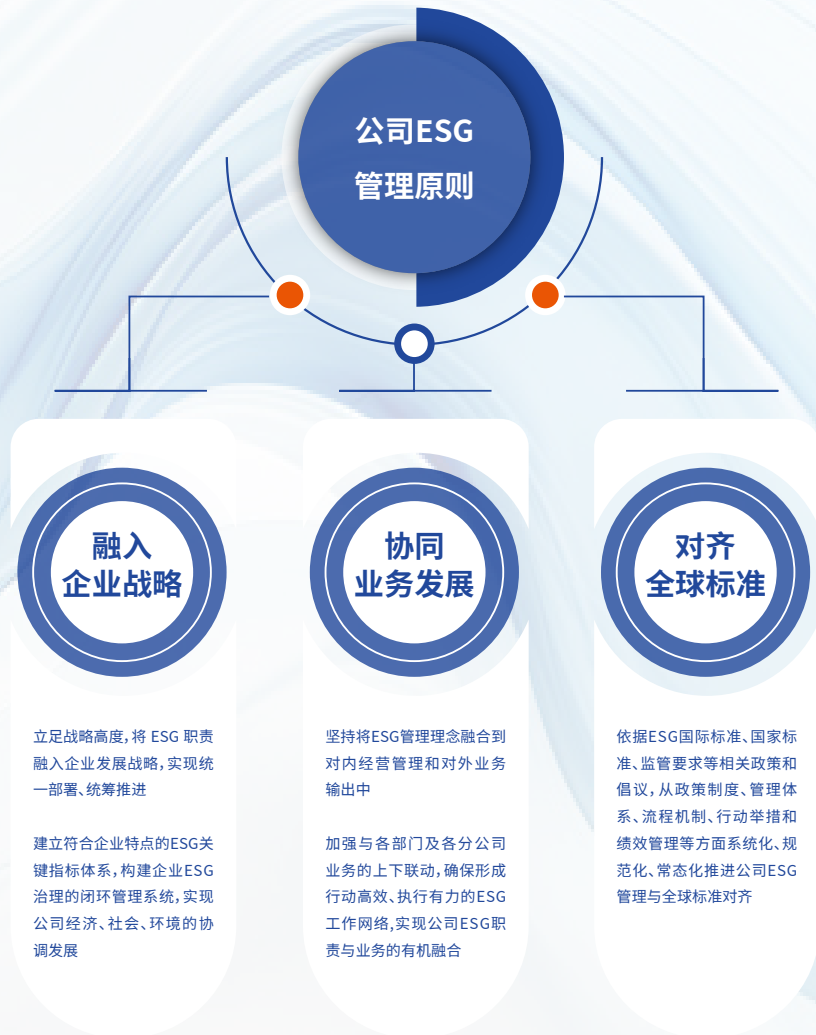 公司ESG
管理原则
融入
企业战略
立足战略高度,将 ESG 职责
融入企业发展战略,实现统
一部署、统筹推进
建立符合企业特点的ESG关
键指标体系,构建企业ESG
治理的闭环管理系统,实现
公司经济、社会、环境的协
调发展
协同
业务发展
坚持将ESG管理理念融合到
对内经营管理和对外业务
输出中
加强与各部门及各分公司
业务的上下联动,确保形成
行动高效、执行有力的ESG
工作网络,实现公司ESG职
责与业务的有机融合
对齐
全球标准
依据ESG国际标准、国家标
准、监管要求等相关政策和
倡议,从政策制度、管理体
系、流程机制、行动举措和
绩效管理等方面系统化、规
范化、常态化推进公司ESG
管理与全球标准对齐